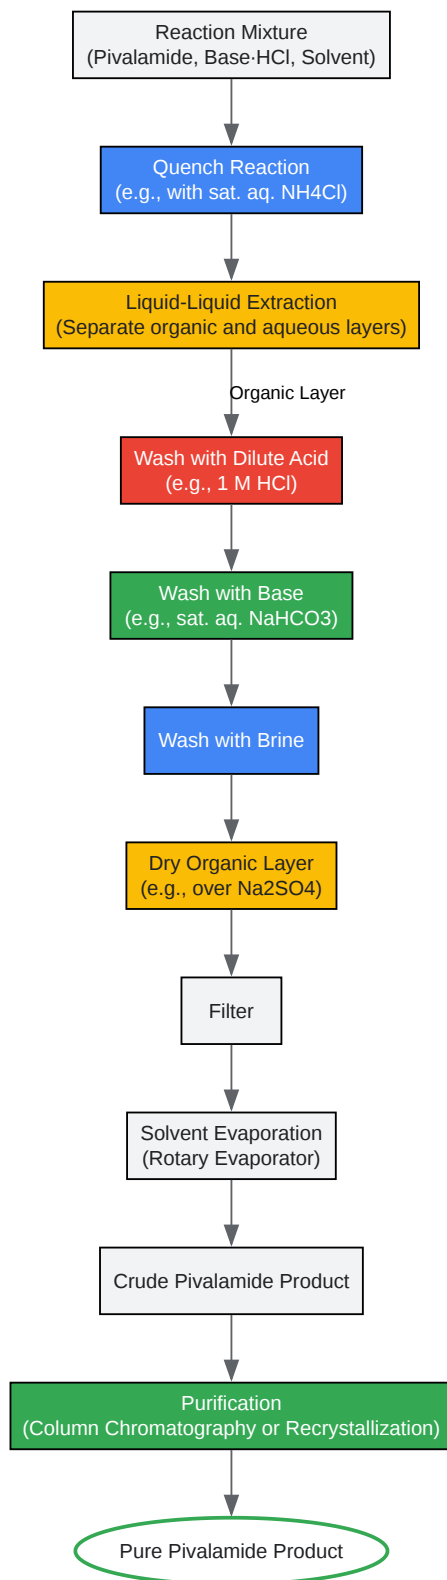 Reaction Mixture
(Pivalamide, Base·HCl, Solvent)
Quench Reaction
(e.g., with sat. aq. NH4Cl)
Liquid-Liquid Extraction
(Separate organic and aqueous layers)
Organic Layer
Wash with Dilute Acid
(e.g., 1 M HCl)
Wash with Base
(e.g., sat. aq. NaHCO3)
Wash with Brine
Dry Organic Layer
(e.g., over Na2SO4)
Filter
Solvent Evaporation
(Rotary Evaporator)
Crude Pivalamide Product
Purification
(Column Chromatography or Recrystallization)
Pure Pivalamide Product